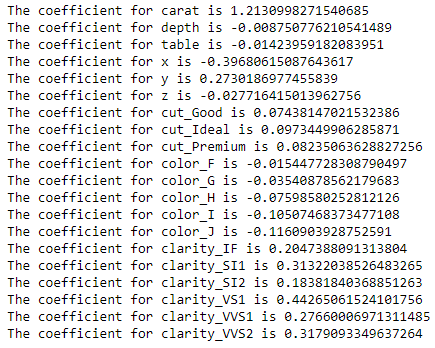 The coefficient for carat is 1.2130998271540685
The coefficient for depth is -0.008750776210541489
The coefficient for table is -0.01423959182083951
The coefficient for x is -0.39680615087643617
The coefficient for y is 0.2730186977455839
The coefficient for z is -0.027716415013962756
The coefficient for cut_Good is 0.07438147021532386
The coefficient for cut_Ideal is 0.0973449906285871
The coefficient for cut_Premium is 0.08235063628827256
The coefficient for color_F is -0.015447728308790497
The coefficient for color_G is -0.03540878562179683
The coefficient for color_H is -0.07598580252812126
The coefficient for color_I is -0.10507468373477108
The coefficient for color_J is -0.1160903928752591
The coefficient for clarity_IF is 0.2047388091313804
The coefficient for clarity_SI1 is 0.31322038526483265
The coefficient for clarity_SI2 is 0.18381840368851263
The coefficient for clarity_VS1 is 0.44265061524101756
The coefficient for clarity_VVS1 is 0.27660006971311485
The coefficient for clarity_VVS2 is 0.3179093349637264